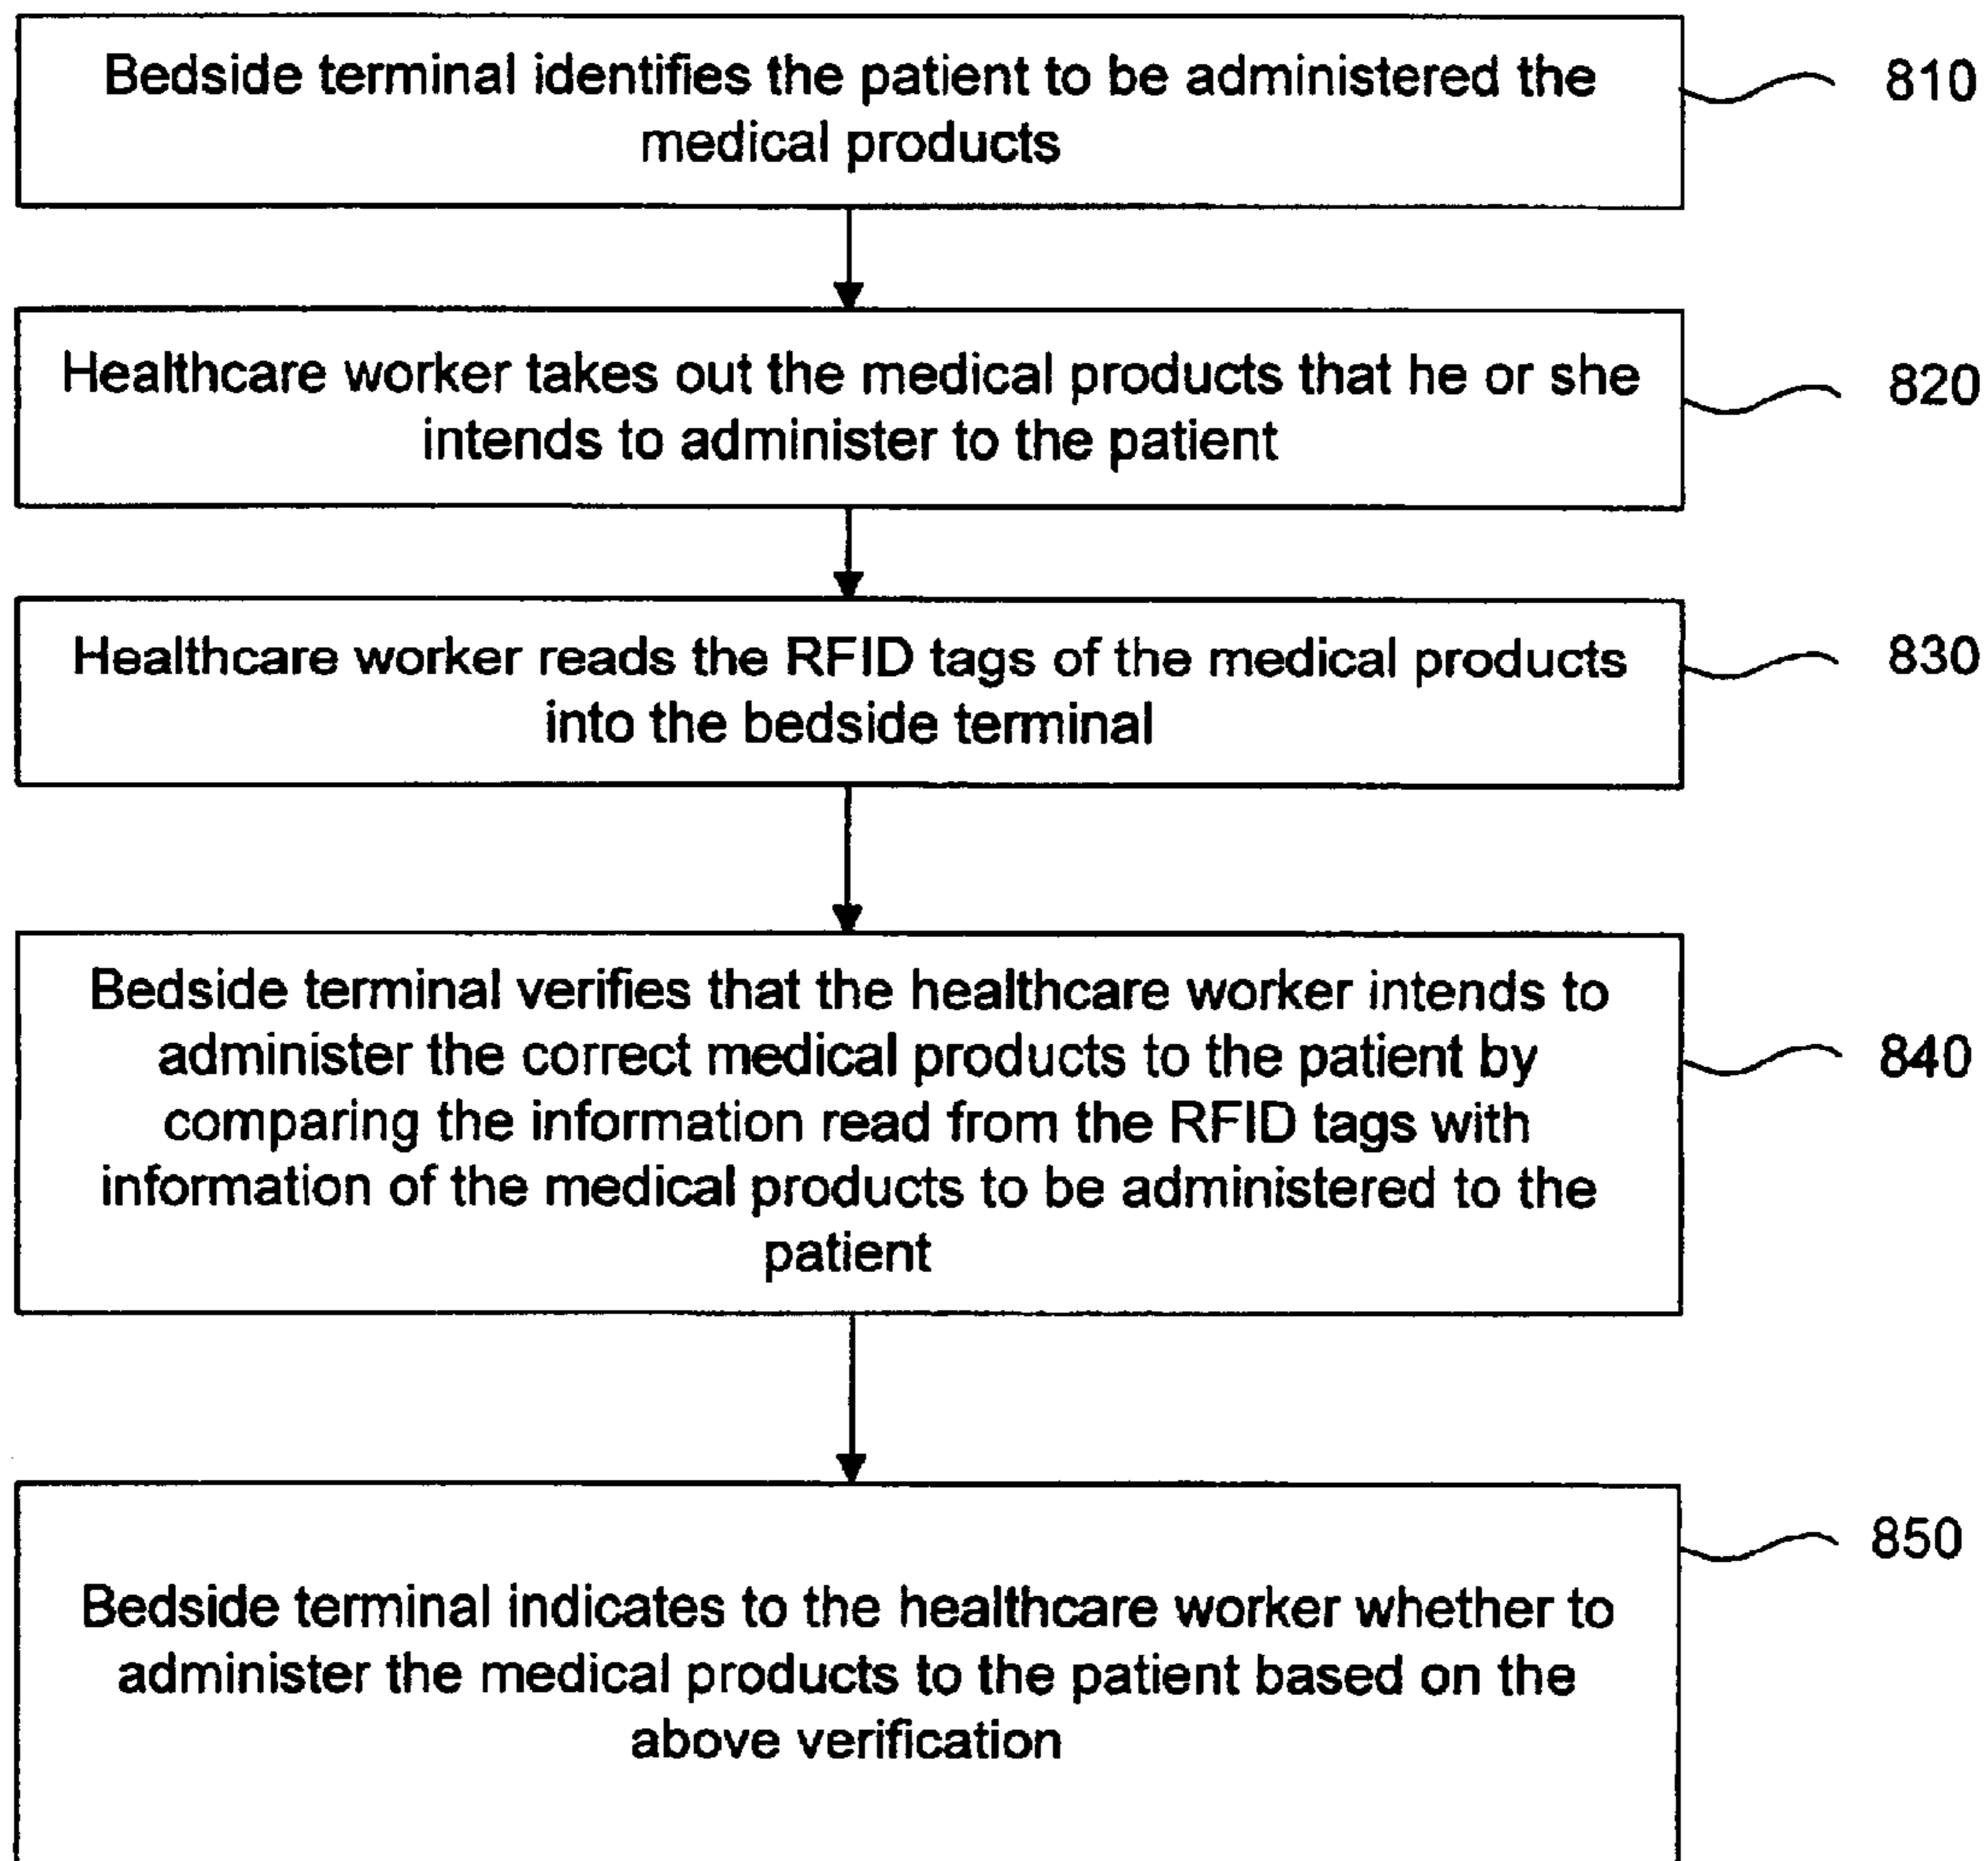 Bedside terminal identifies the patient to be administered the
medical products
810
Healthcare worker takes out the medical products that he or she
intends to administer to the patient
820
Healthcare worker reads the RFID tags of the medical products
into the bedside terminal
830
Bedside terminal verifies that the healthcare worker intends to
administer the correct medical products to the patient by
comparing the information read from the RFID tags with
information of the medical products to be administered to the
patient
840
Bedside terminal indicates to the healthcare worker whether to
administer the medical products to the patient based on the
above verification
850